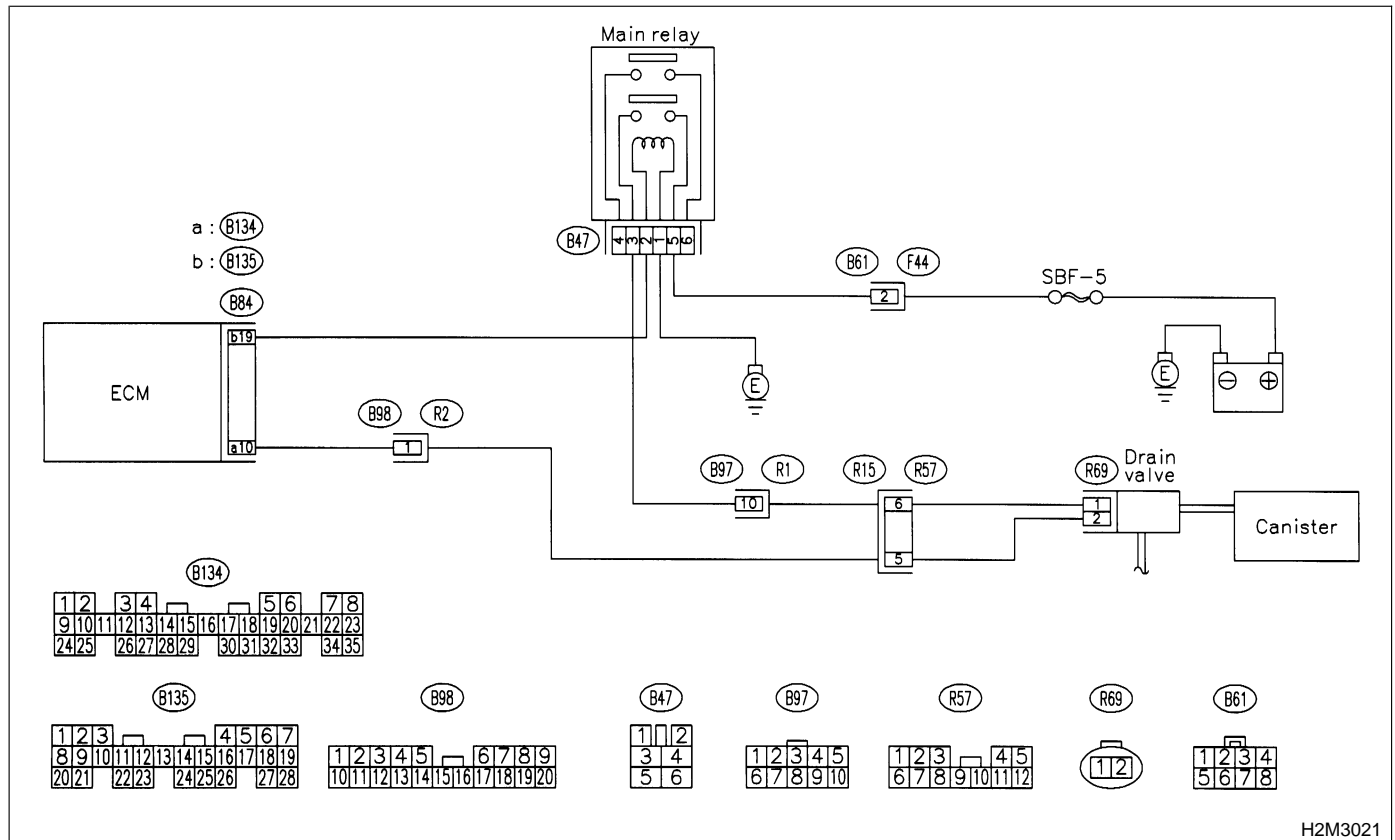 Main relay
a : B134
b : B135
B47
4 3 2 1 5 6
B61 F44
2
SBF-5
B84
b19
ECM
a10
E
E
⊖ ⊕
B98 R2
1
B97 R1
10
R15 R57
6
5
R69
Drain
valve
1
2
Canister
B134
1 2 3 4 5 6 7 8
9 10 11 12 13 14 15 16 17 18 19 20 21 22 23
24 25 26 27 28 29 30 31 32 33 34 35
B135
1 2 3 4 5 6 7
8 9 10 11 12 13 14 15 16 17 18 19
20 21 22 23 24 25 26 27 28
B98
1 2 3 4 5 6 7 8 9
10 11 12 13 14 15 16 17 18 19 20
B47
1 2
3 4
5 6
B97
1 2 3 4 5
6 7 8 9 10
R57
1 2 3 4 5
6 7 8 9 10 11 12
R69
1 2
B61
1 2 3 4
5 6 7 8
H2M3021